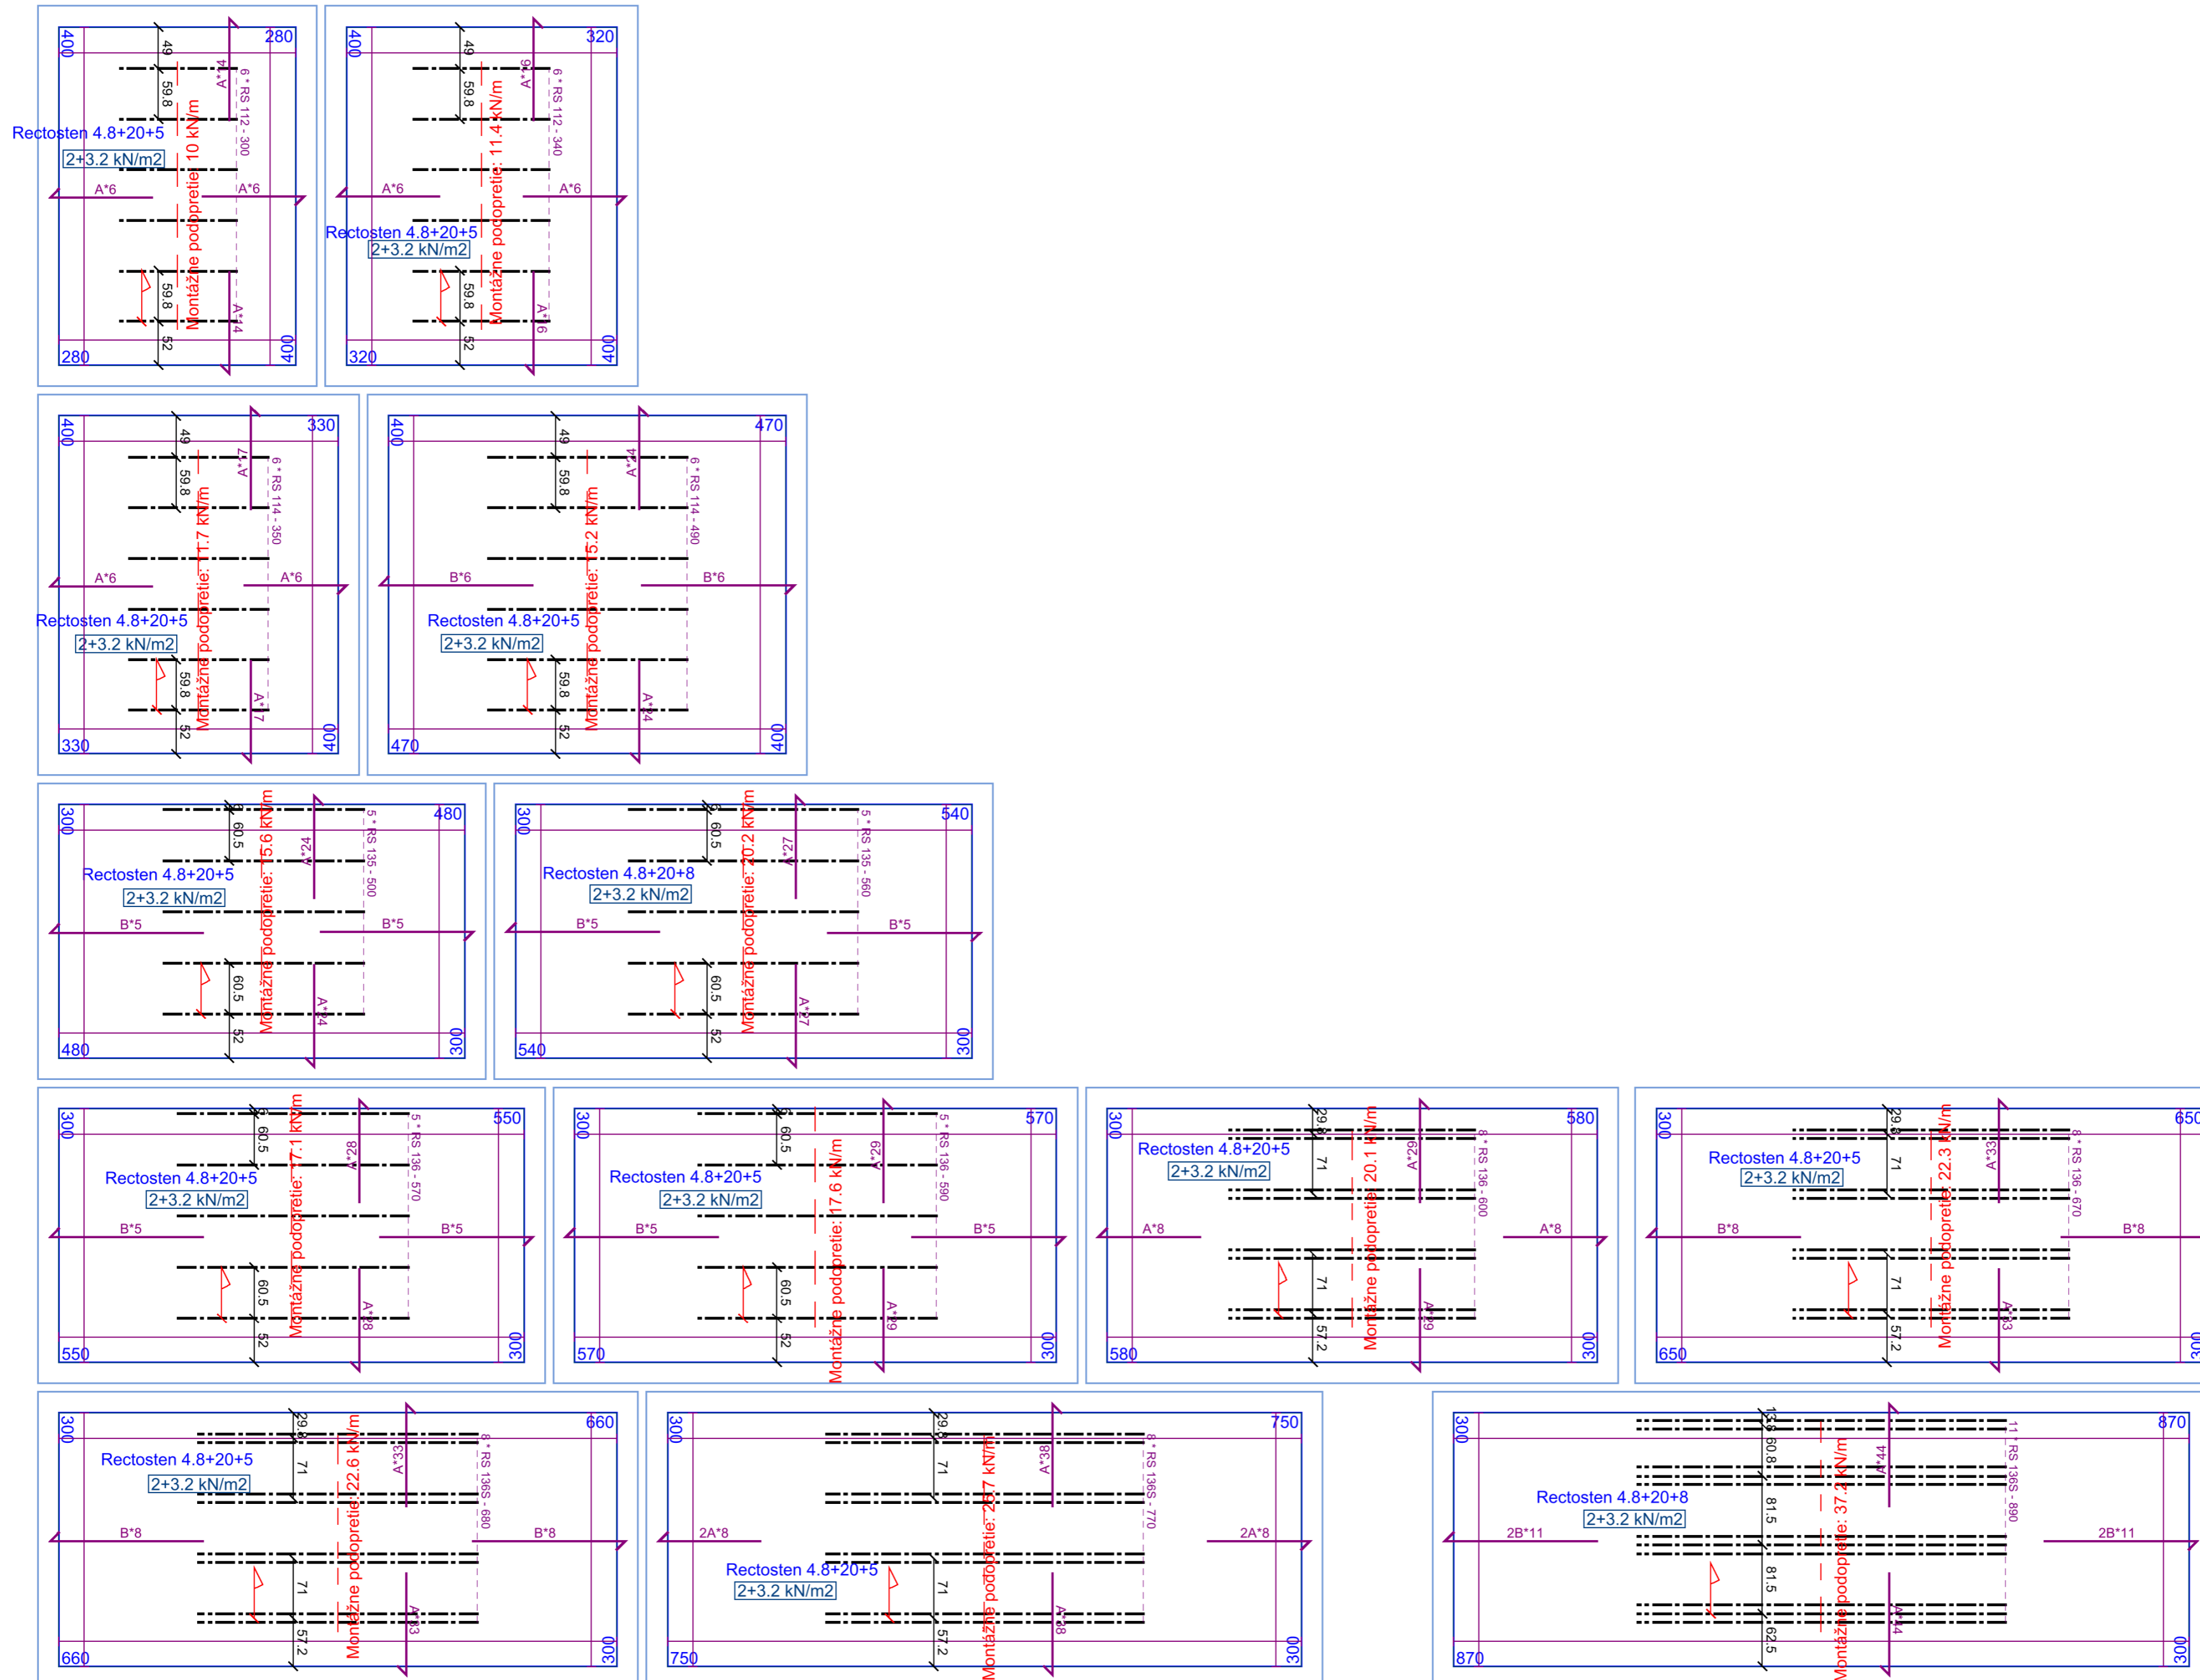 400
280
49
59.8
A*14
6 * RS 112 - 300
Rectosten 4.8+20+5
2+3.2 kN/m2
Montážne podopretie: 10 kN/m
A*6
A*6
59.8
52
A*14
280
400
400
320
49
59.8
A*16
6 * RS 112 - 340
Montážne podopretie: 11.4 kN/m
A*6
A*6
Rectosten 4.8+20+5
2+3.2 kN/m2
59.8
52
A*16
320
400
400
330
49
59.8
A*17
6 * RS 114 - 350
Montážne podopretie: 11.7 kN/m
A*6
A*6
Rectosten 4.8+20+5
2+3.2 kN/m2
59.8
52
A*17
330
400
400
470
49
59.8
A*24
6 * RS 114 - 490
Montážne podopretie: 15.2 kN/m
B*6
B*6
Rectosten 4.8+20+5
2+3.2 kN/m2
59.8
52
A*24
470
400
300
480
60.5
A*24
5 * RS 135 - 500
Rectosten 4.8+20+5
2+3.2 kN/m2
Montážne podopretie: 15.6 kN/m
B*5
B*5
60.5
52
A*24
480
300
300
540
60.5
A*27
5 * RS 135 - 560
Rectosten 4.8+20+8
2+3.2 kN/m2
Montážne podopretie: 20.2 kN/m
B*5
B*5
60.5
52
A*27
540
300
300
550
60.5
A*28
5 * RS 136 - 570
Rectosten 4.8+20+5
2+3.2 kN/m2
Montážne podopretie: 17.1 kN/m
B*5
B*5
60.5
52
A*28
550
300
300
570
60.5
A*29
5 * RS 136 - 590
Rectosten 4.8+20+5
2+3.2 kN/m2
Montážne podopretie: 17.6 kN/m
B*5
B*5
60.5
52
A*29
570
300
300
580
29.8
71
A*29
8 * RS 136 - 600
Rectosten 4.8+20+5
2+3.2 kN/m2
Montážne podopretie: 20.1 kN/m
A*8
A*8
71
57.2
A*29
580
300
300
650
29.8
71
A*33
8 * RS 136 - 670
Rectosten 4.8+20+5
2+3.2 kN/m2
Montážne podopretie: 22.3 kN/m
B*8
B*8
71
57.2
A*33
650
300
300
660
29.8
71
A*33
8 * RS 136S - 680
Rectosten 4.8+20+5
2+3.2 kN/m2
Montážne podopretie: 22.6 kN/m
B*8
B*8
71
57.2
A*33
660
300
300
750
29.8
71
A*38
8 * RS 136S - 770
Montážne podopretie: 25.7 kN/m
2A*8
2A*8
Rectosten 4.8+20+5
2+3.2 kN/m2
71
57.2
A*38
750
300
300
870
13.8
60.8
A*44
11 * RS 136S - 890
81.5
Rectosten 4.8+20+8
2+3.2 kN/m2
Montážne podopretie: 37.2 kN/m
2B*11
2B*11
81.5
62.5
A*44
870
300